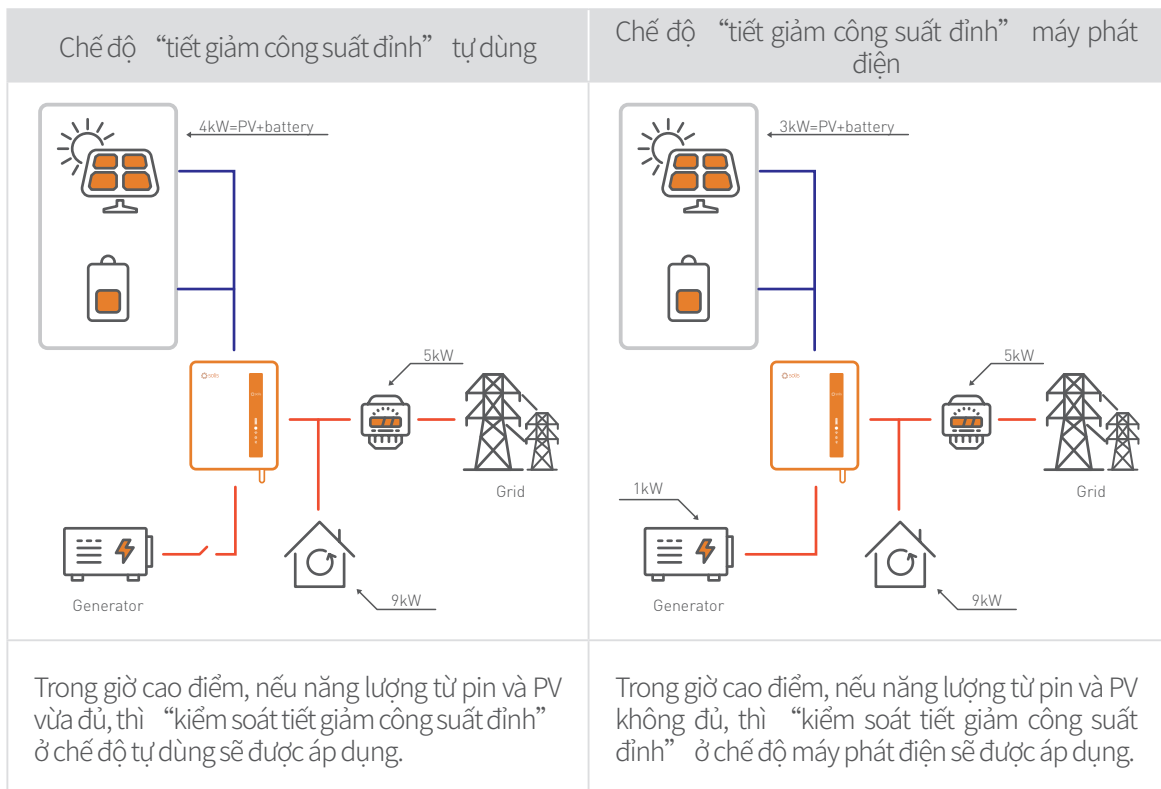 Chế độ “tiết giảm công suất đỉnh” tự dùng
Chế độ “tiết giảm công suất đỉnh” máy phát
điện
4kW=PV+battery
solis
5kW
Grid
Generator
9kW
3kW=PV+battery
solis
5kW
Grid
1kW
Generator
9kW
Trong giờ cao điểm, nếu năng lượng từ pin và PV
vừa đủ, thì “kiểm soát tiết giảm công suất đỉnh”
ở chế độ tự dùng sẽ được áp dụng.
Trong giờ cao điểm, nếu năng lượng từ pin và PV
không đủ, thì “kiểm soát tiết giảm công suất
đỉnh” ở chế độ máy phát điện sẽ được áp dụng.